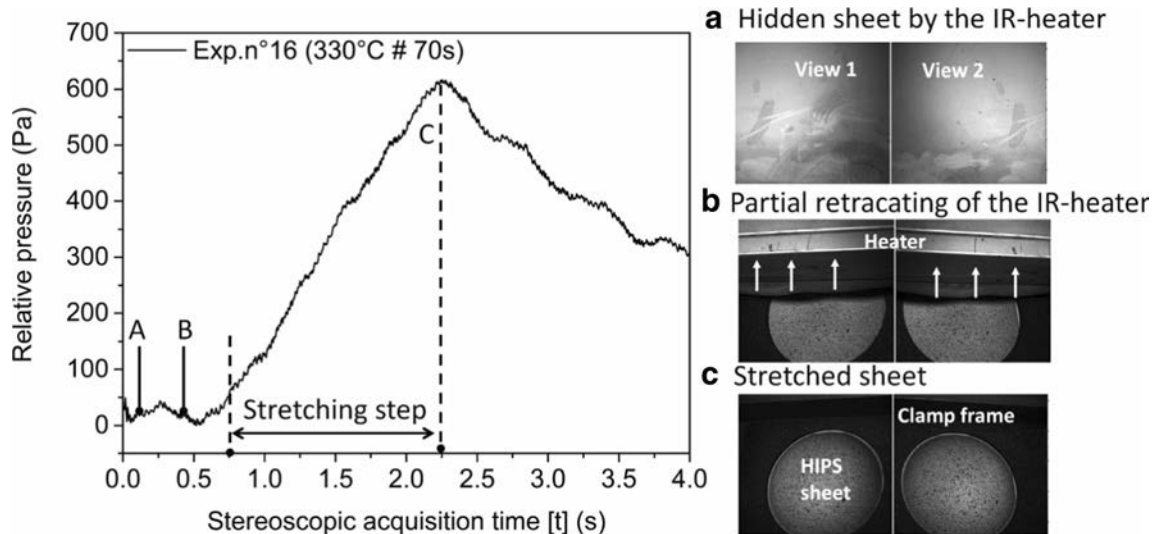 700
600
500
400
300
200
100
0
Relative pressure (Pa)
Exp.n°16 (330°C # 70s)
A
B
C
Stretching step
0.0 0.5 1.0 1.5 2.0 2.5 3.0 3.5 4.0
Stereoscopic acquisition time [t] (s)
a Hidden sheet by the IR-heater
View 1 View 2
b Partial retracating of the IR-heater
Heater
c Stretched sheet
Clamp frame
HIPS
sheet